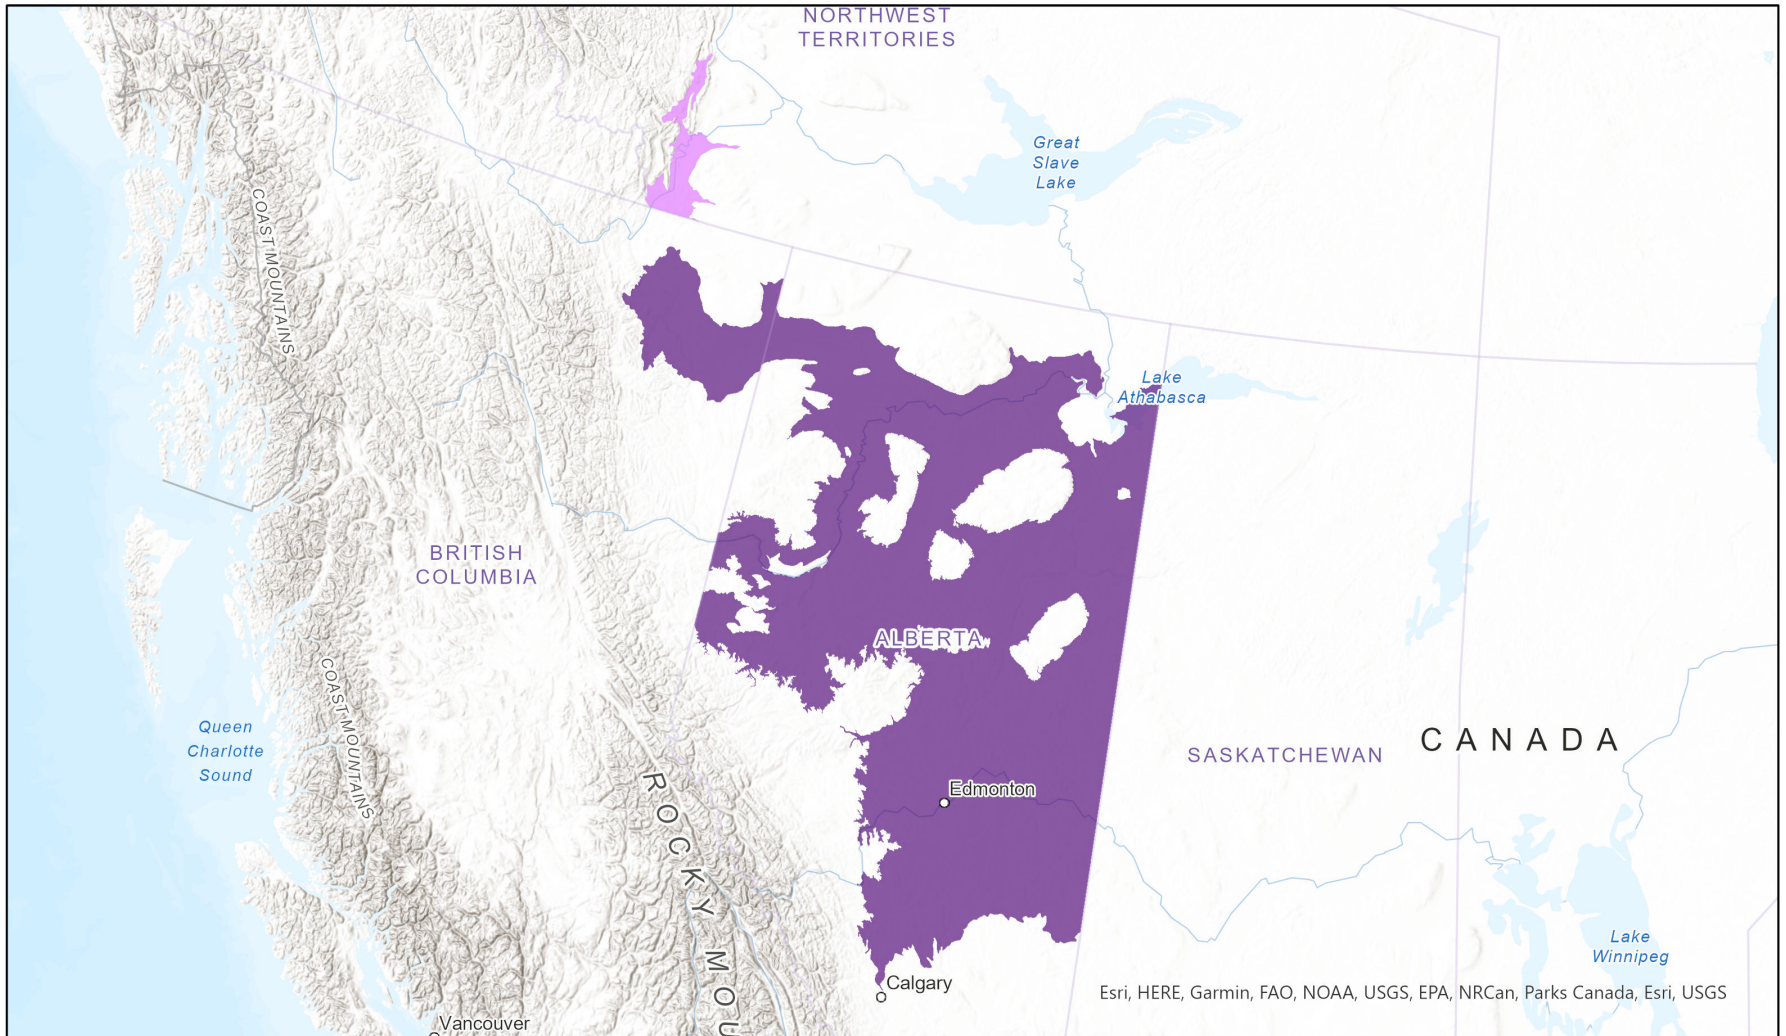 NORTHWEST
TERRITORIES
Great
Slave
Lake
COAST MOUNTAINS
Lake
Athabasca
BRITISH
COLUMBIA
ALBERTA
COAST MOUNTAINS
Queen
Charlotte
Sound
SASKATCHEWAN
CANADA
Edmonton
ROCKY MOU
Lake
Winnipeg
Calgary
Esri, HERE, Garmin, FAO, NOAA, USGS, EPA, NRCan, Parks Canada, Esri, USGS
Vancouver